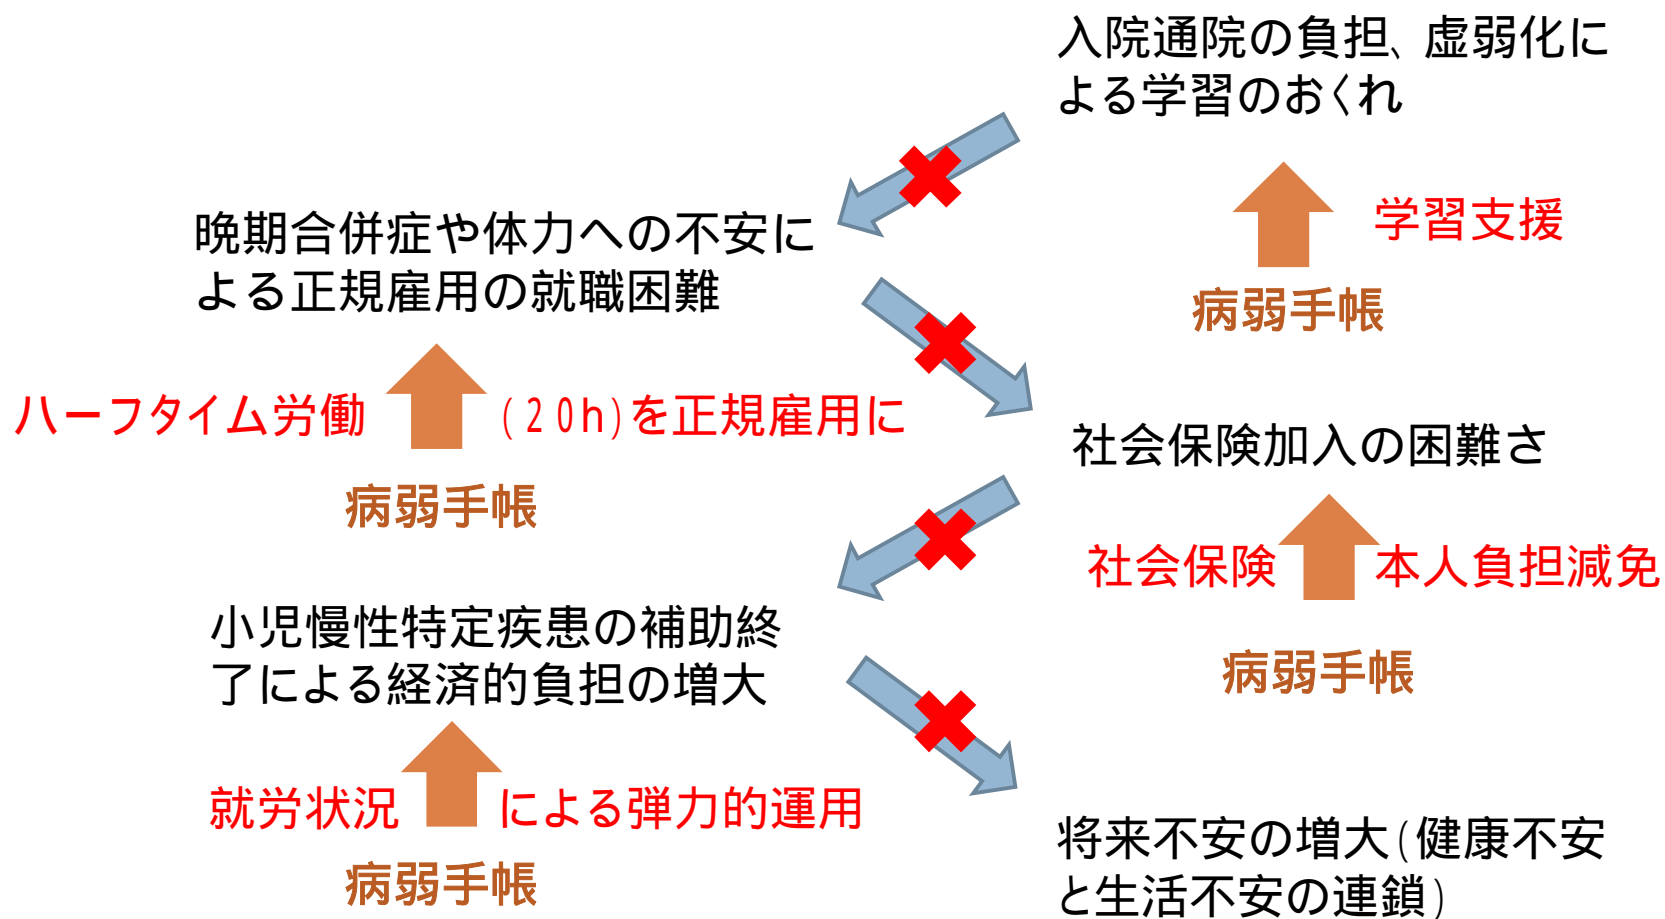 入院通院の負担、虚弱化に
よる学習のおくれ
学習支援
病弱手帳
晩期合併症や体力への不安に
よる正規雇用の就職困難
ハーフタイム労働 (20h)を正規雇用に
病弱手帳
社会保険加入の困難さ
社会保険 本人負担減免
病弱手帳
小児慢性特定疾患の補助終
了による経済的負担の増大
就労状況 による弾力的運用
病弱手帳
将来不安の増大(健康不安
と生活不安の連鎖)